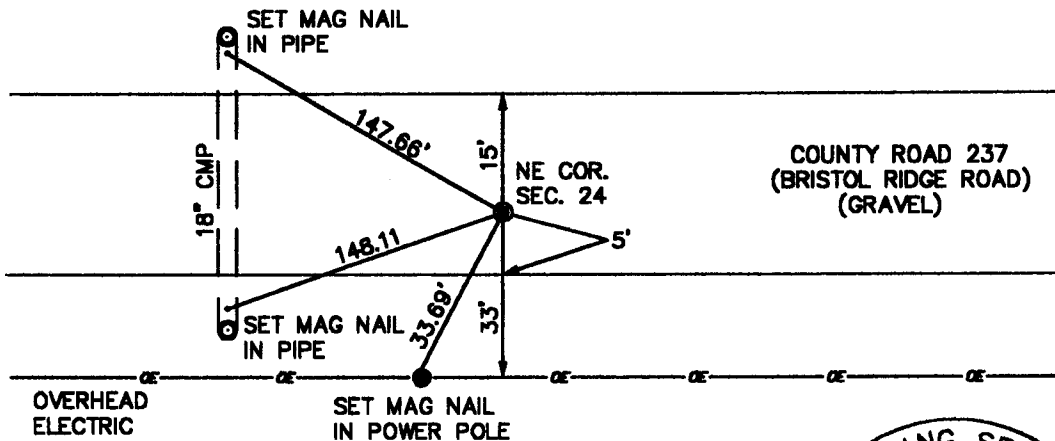 SET MAG NAIL
IN PIPE
147.66'
15'
18" CMP
NE COR.
SEC. 24
COUNTY ROAD 237
(BRISTOL RIDGE ROAD)
(GRAVEL)
148.11
5'
33.69'
33'
SET MAG NAIL
IN PIPE
OE OE OE OE OE OE
OVERHEAD
ELECTRIC
SET MAG NAIL
IN POWER POLE